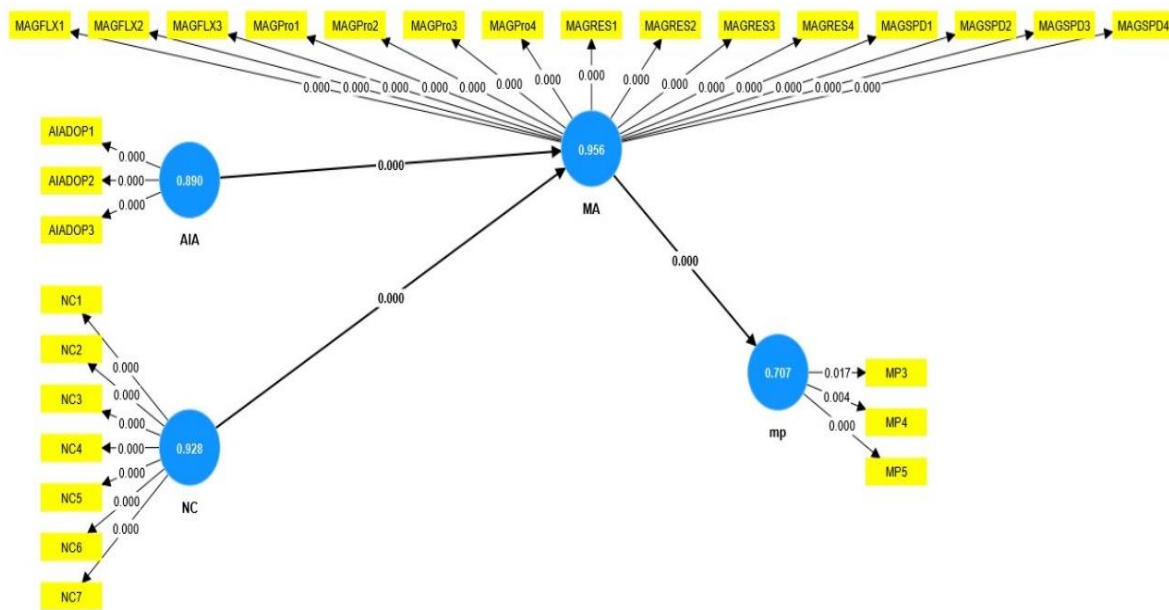 MAGFLX1 MAGFLX2 MAGFLX3 MAGPro1 MAGPro2 MAGPro3 MAGPro4 MAGRES1 MAGRES2 MAGRES3 MAGRES4 MAGSPD1 MAGSPD2 MAGSPD3 MAGSPD4
0.000 0.000 0.000 0.000 0.000 0.000 0.000 0.000 0.000 0.000 0.000 0.000 0.000 0.000 0.000
AIADOP1
0.000
AIADOP2
0.000
AIADOP3
0.000
0.890
AIA
0.000
0.956
MA
NC1
0.000
NC2
0.000
NC3
0.000
NC4
0.000
NC5
0.000
NC6
0.000
NC7
0.000
0.928
NC
0.000
0.000
0.707
mp
0.017
MP3
0.004
MP4
0.000
MP5